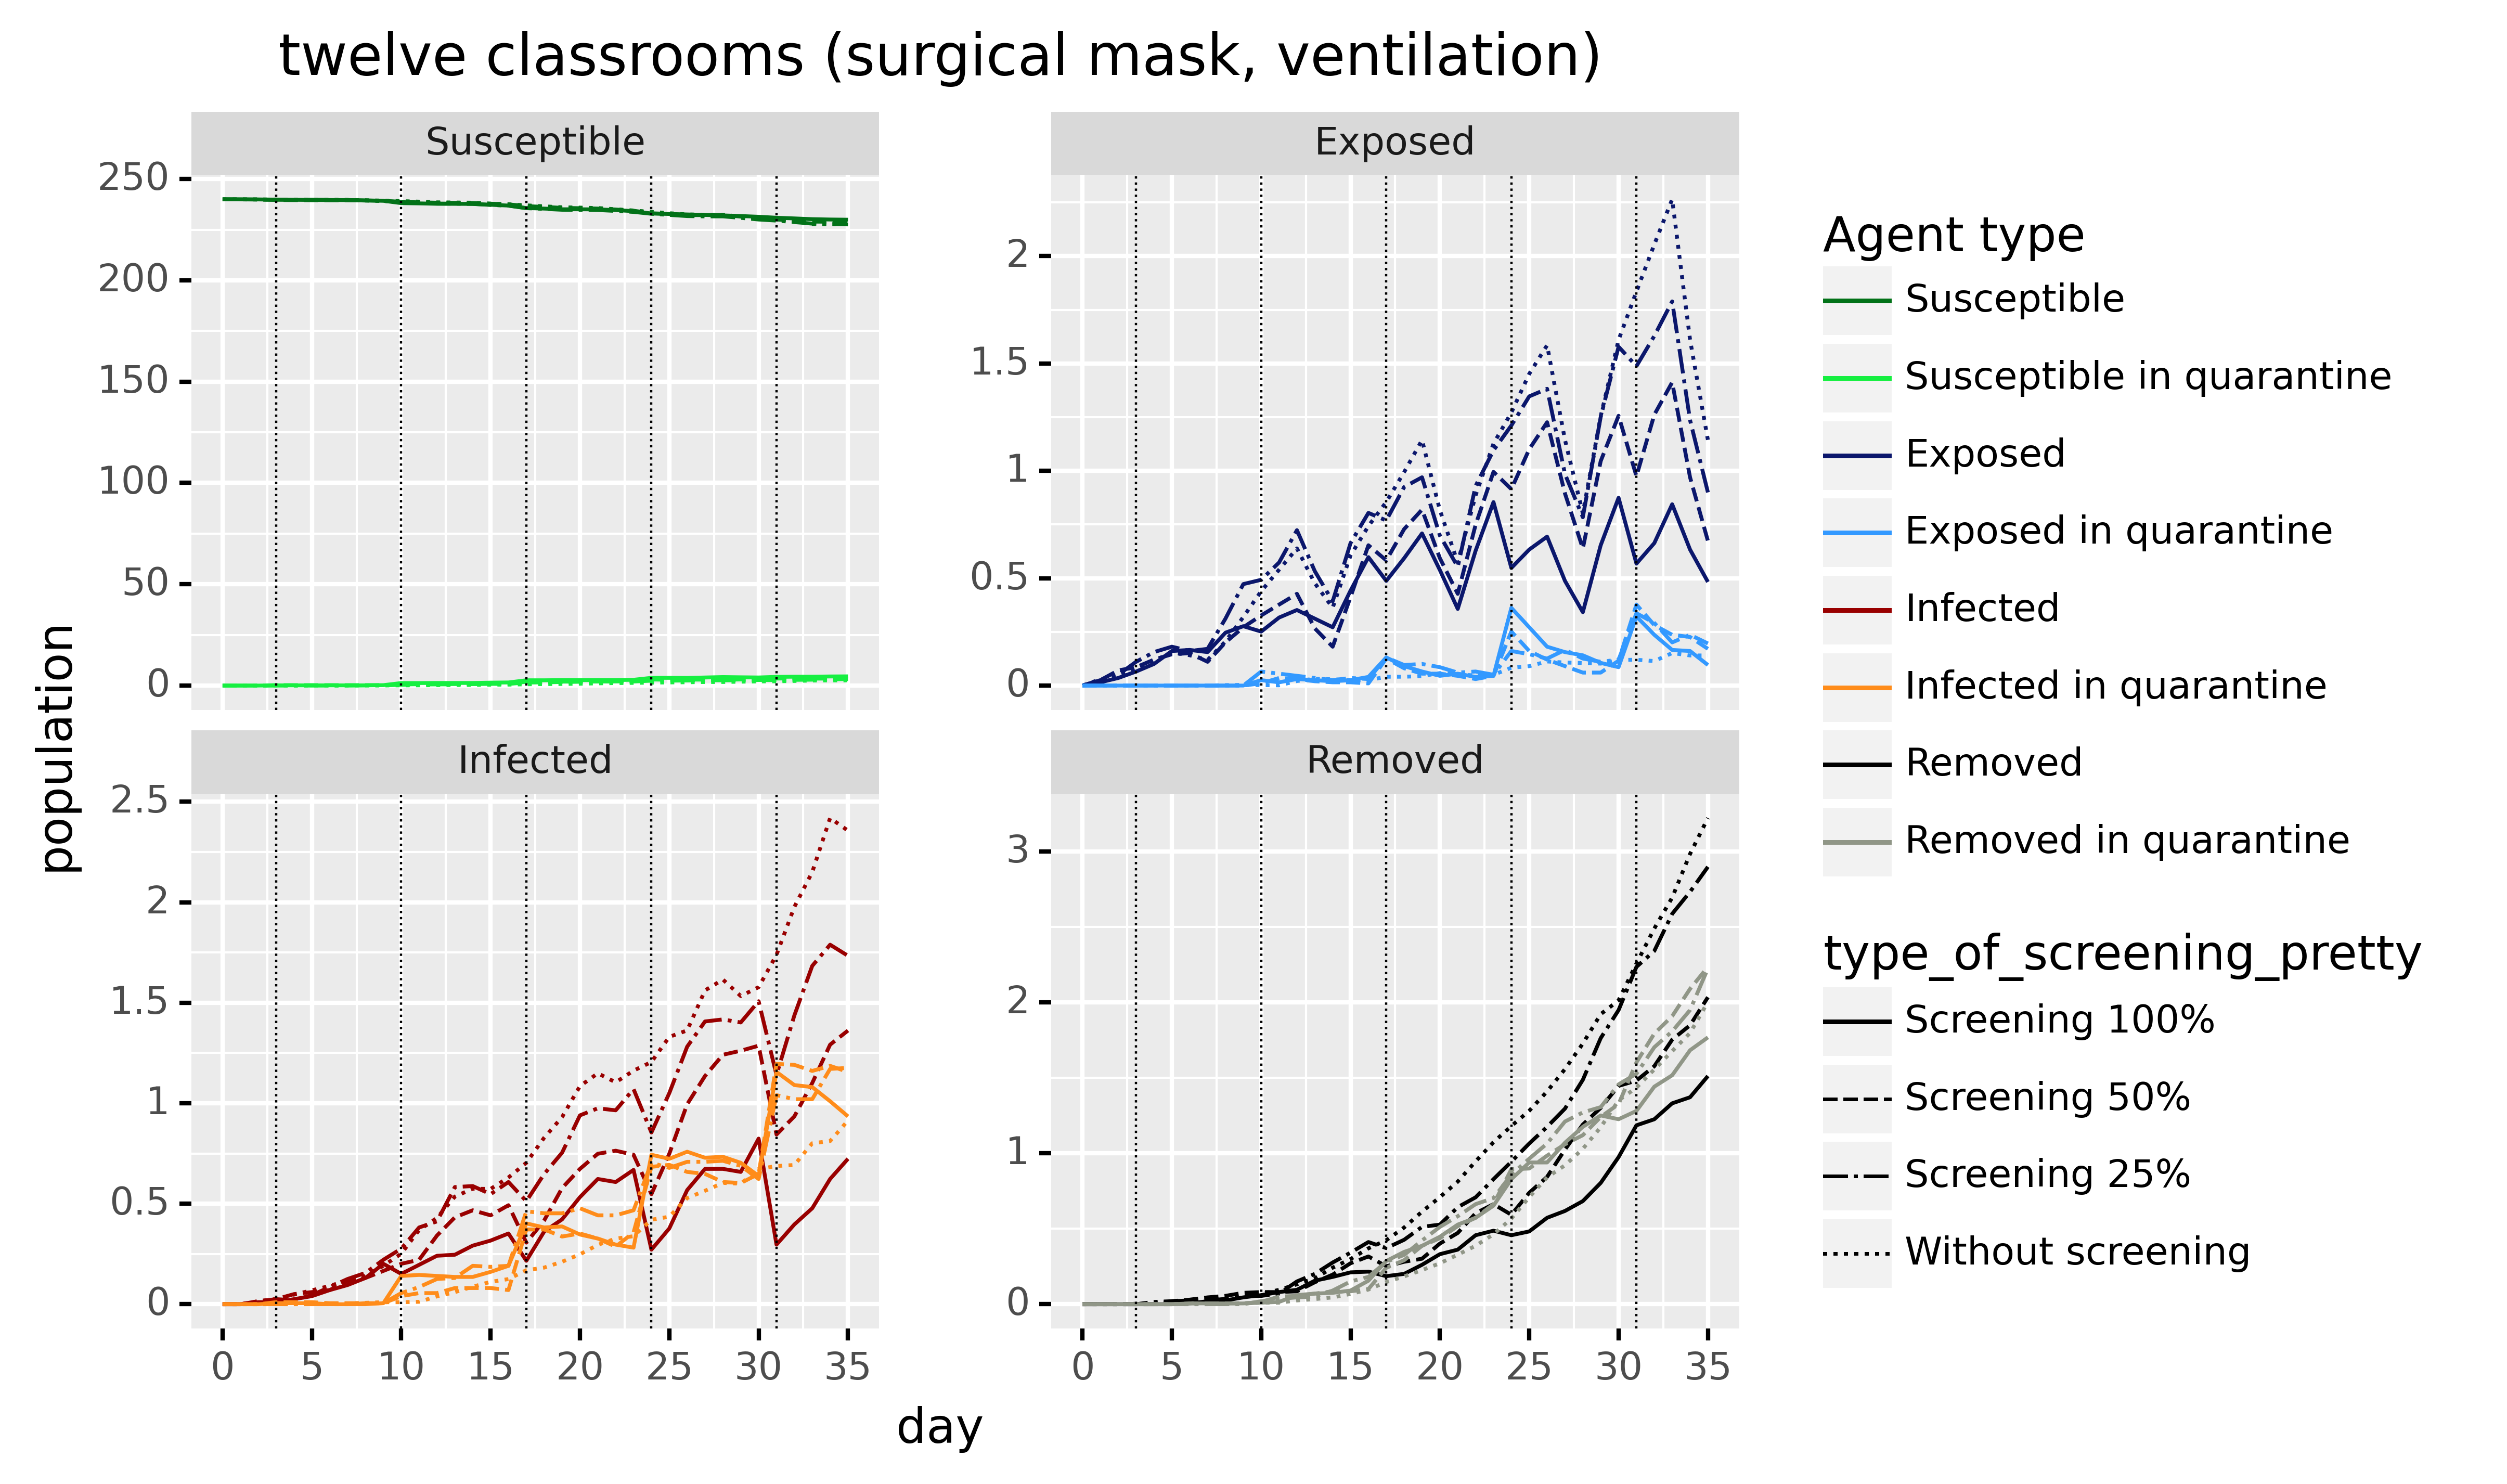 twelve classrooms (surgical mask, ventilation)
Susceptible
250
200
150
100
50
0
Exposed
2
1.5
1
0.5
0
Infected
2.5
2
1.5
1
0.5
0
0 5 10 15 20 25 30 35
Removed
3
2
1
0
0 5 10 15 20 25 30 35
population
day
Agent type
Susceptible
Susceptible in quarantine
Exposed
Exposed in quarantine
Infected
Infected in quarantine
Removed
Removed in quarantine
type_of_screening_pretty
Screening 100%
Screening 50%
Screening 25%
Without screening